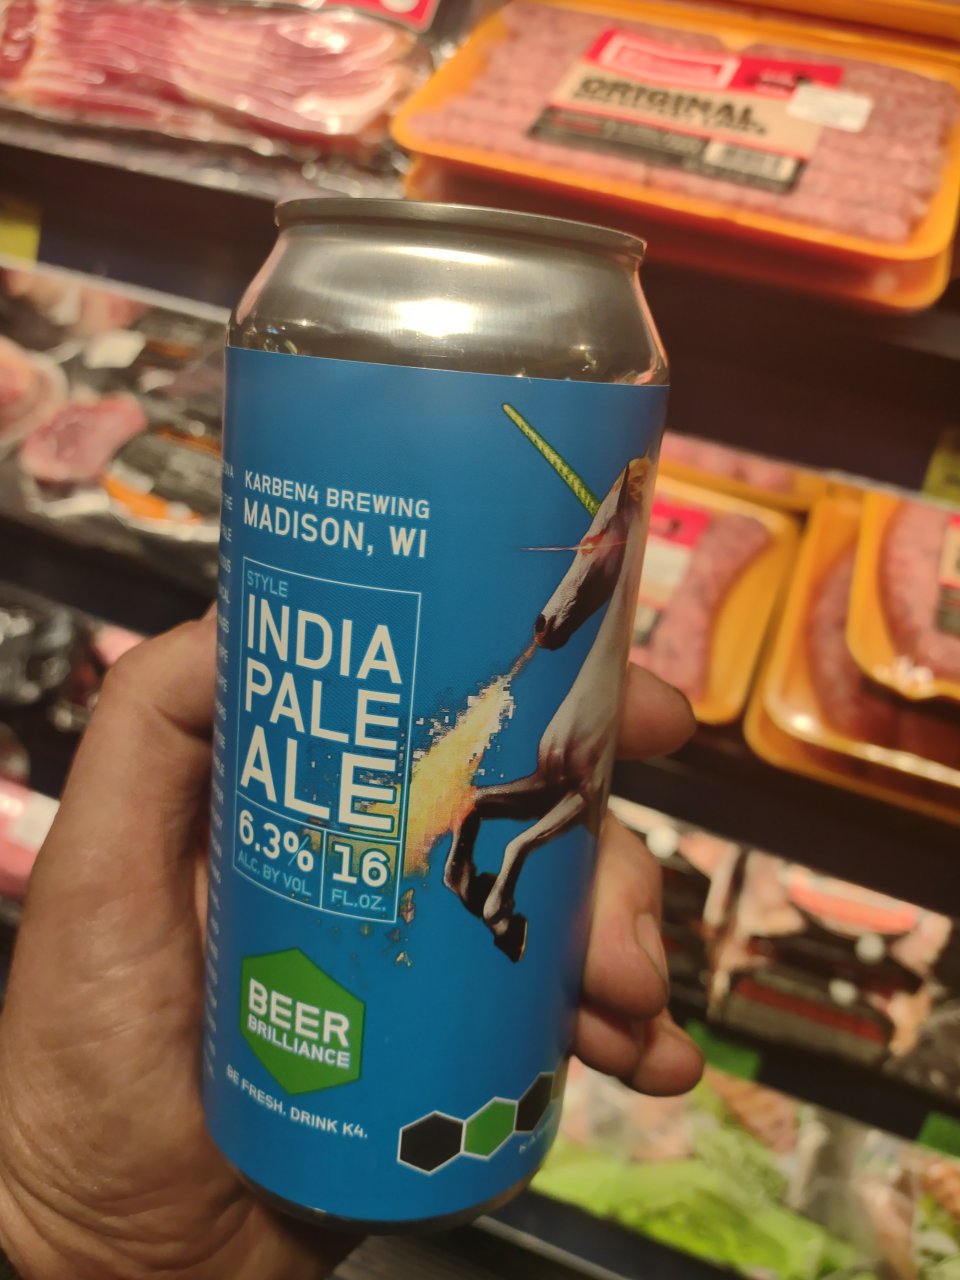 ORIGINAL
KARBEN4 BREWING
MADISON, WI
STYLE
INDIA
PALE
ALE
6.3%
ALC. BY VOL.
16
FL.OZ.
BEER
BRILLIANCE
BE FRESH. DRINK K4.